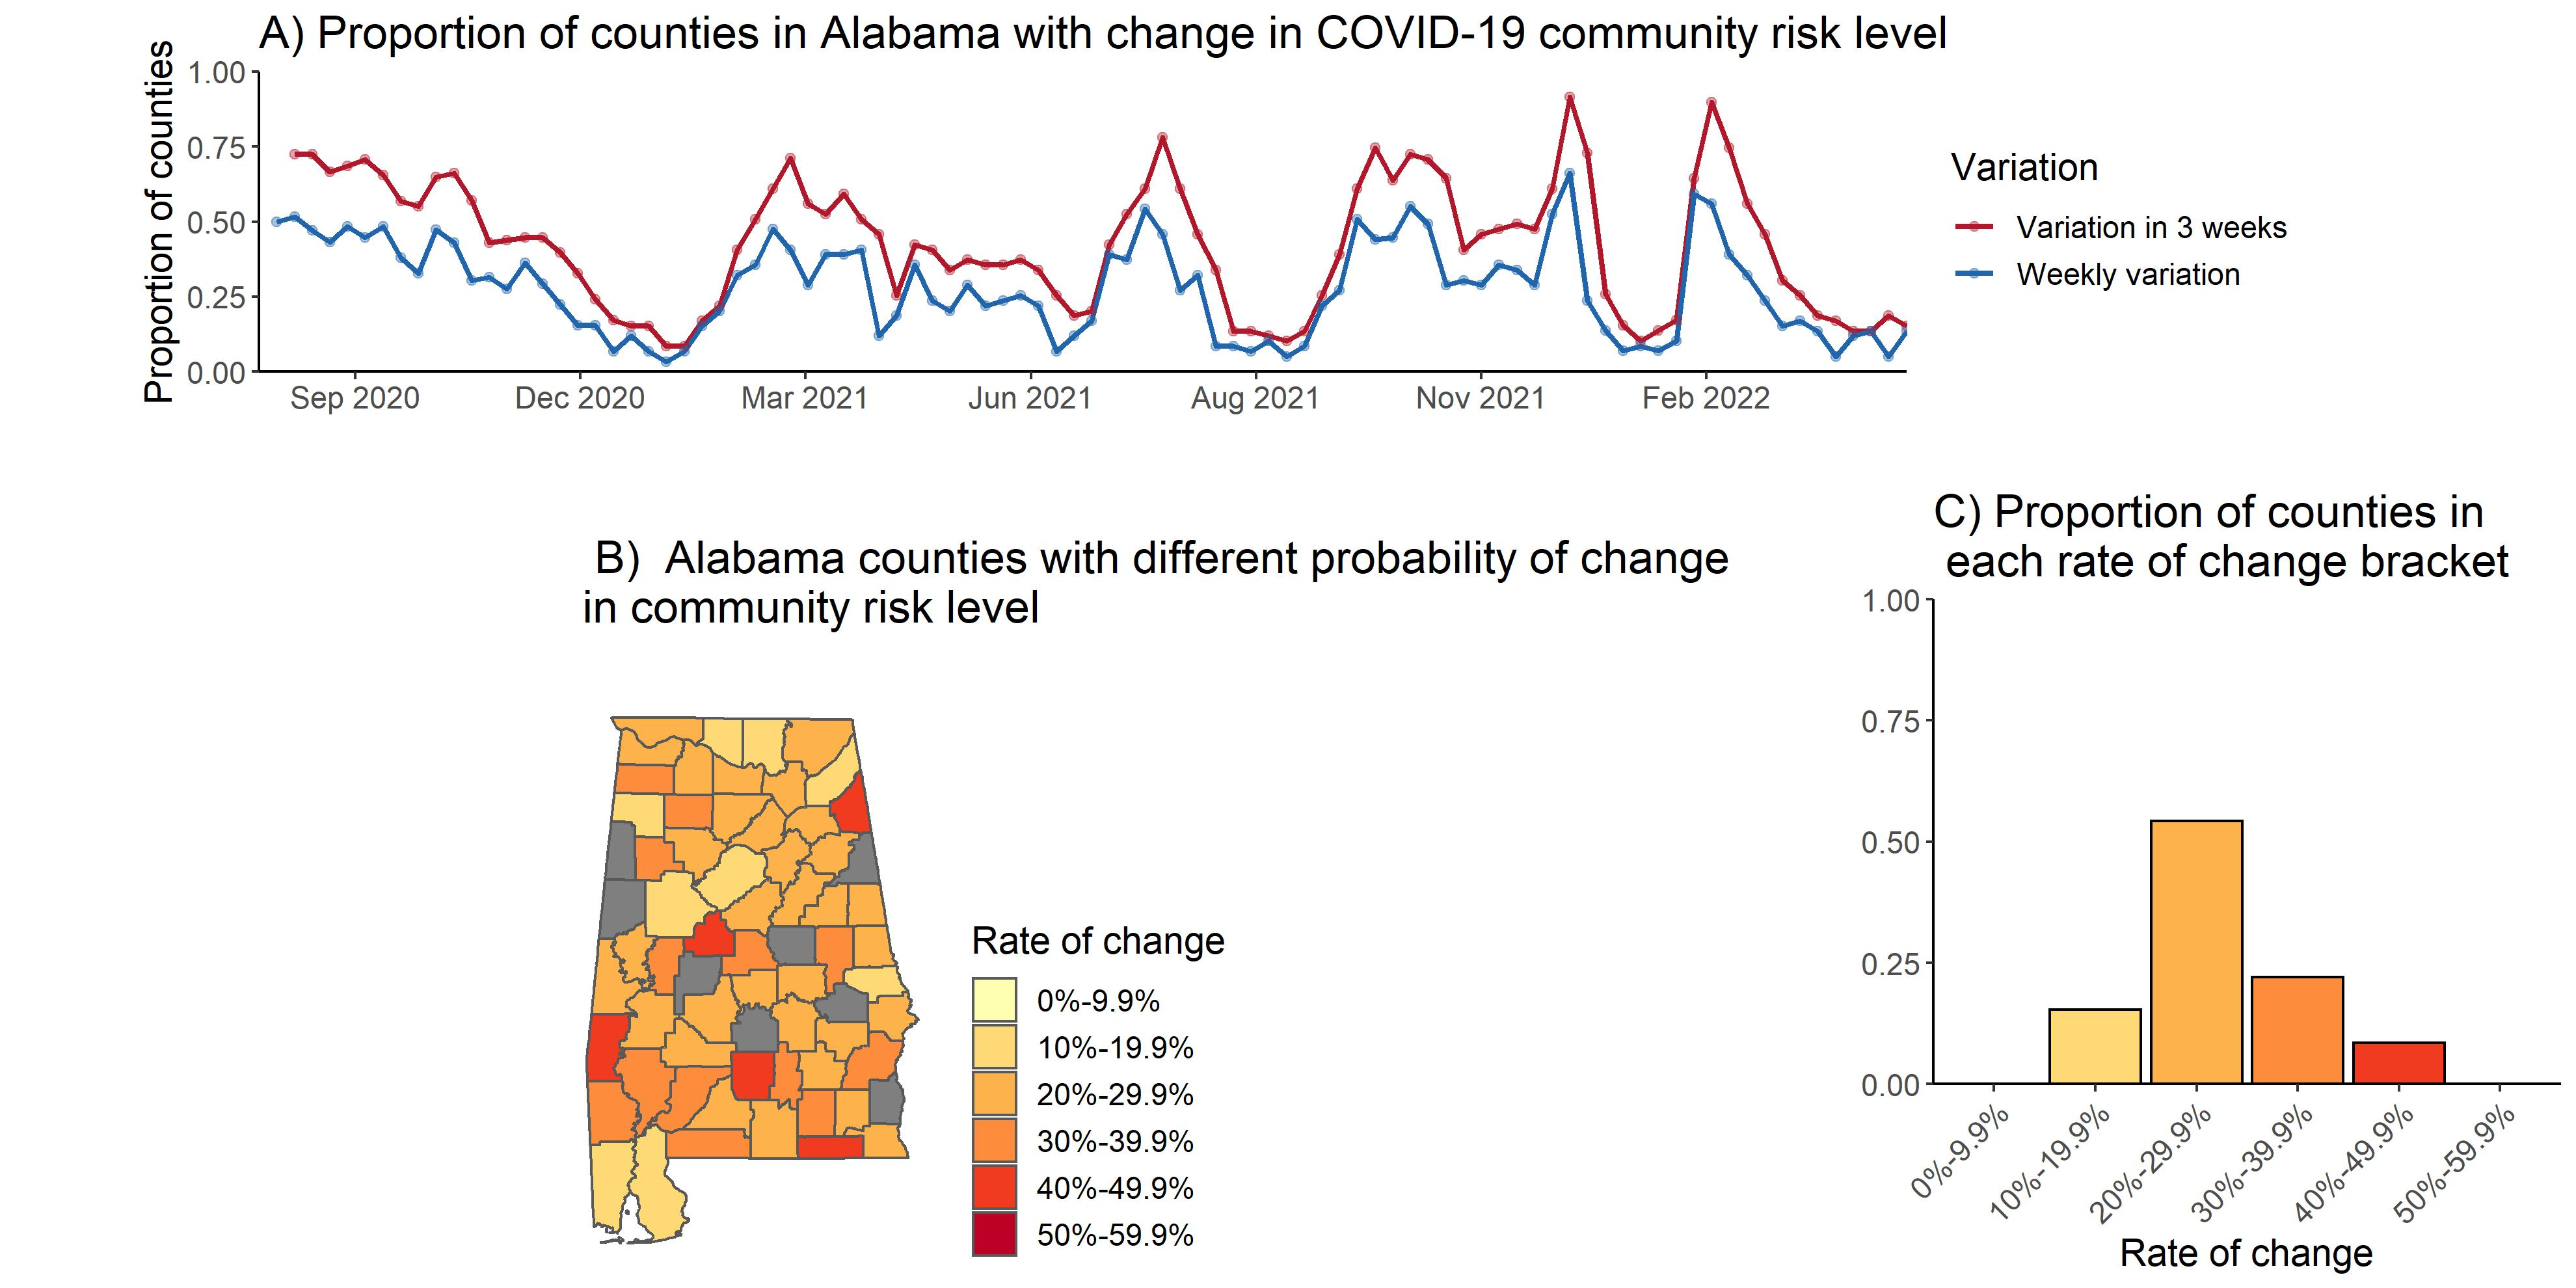 A) Proportion of counties in Alabama with change in COVID-19 community risk level
Proportion of counties
1.00
0.75
0.50
0.25
0.00
Sep 2020
Dec 2020
Mar 2021
Jun 2021
Aug 2021
Nov 2021
Feb 2022
Variation
Variation in 3 weeks
Weekly variation
B) Alabama counties with different probability of change
in community risk level
Rate of change
0%-9.9%
10%-19.9%
20%-29.9%
30%-39.9%
40%-49.9%
50%-59.9%
C) Proportion of counties in
each rate of change bracket
1.00
0.75
0.50
0.25
0.00
0%-9.9%
10%-19.9%
20%-29.9%
30%-39.9%
40%-49.9%
50%-59.9%
Rate of change